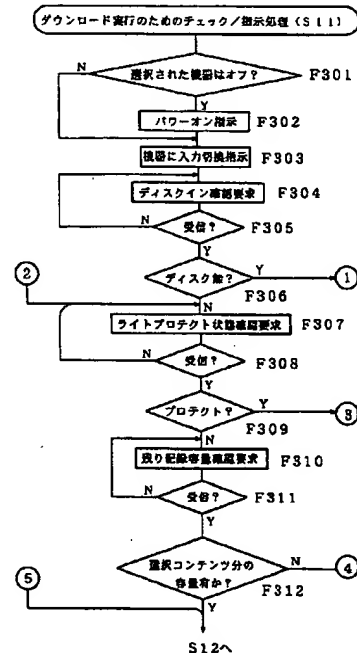 ダウンロード実行のためのチェック/指示処理(S11)
選択された機器はオフ?
F301
N
Y
パワーオン指示
F302
機器に入力切換指示
F303
ディスクイン確認要求
F304
N
受信?
F305
Y
②
ディスク無?
Y
①
F306
N
ライトプロテクト状態確認要求
F307
N
受信?
F308
Y
プロテクト?
Y
③
F309
N
残り記録容量確認要求
F310
N
受信?
F311
Y
選択コンテンツ分の
容量有か?
N
④
⑤
F312
Y
S12へ